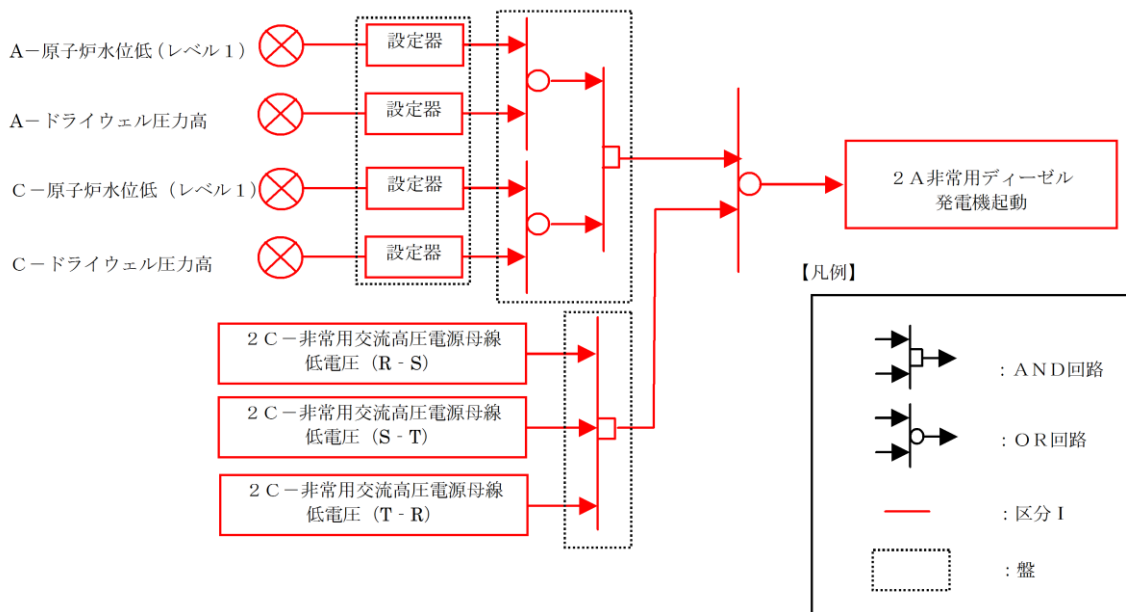 A－原子炉水位低（レベル１）
設定器
A－ドライウェル圧力高
設定器
C－原子炉水位低（レベル１）
設定器
C－ドライウェル圧力高
設定器
２Ａ非常用ディーゼル
発電機起動
２Ｃ－非常用交流高圧電源母線
低電圧（R‐S）
２Ｃ－非常用交流高圧電源母線
低電圧（S‐T）
２Ｃ－非常用交流高圧電源母線
低電圧（T‐R）
【凡例】
：ＡＮＤ回路
：ＯＲ回路
：区分Ⅰ
：盤